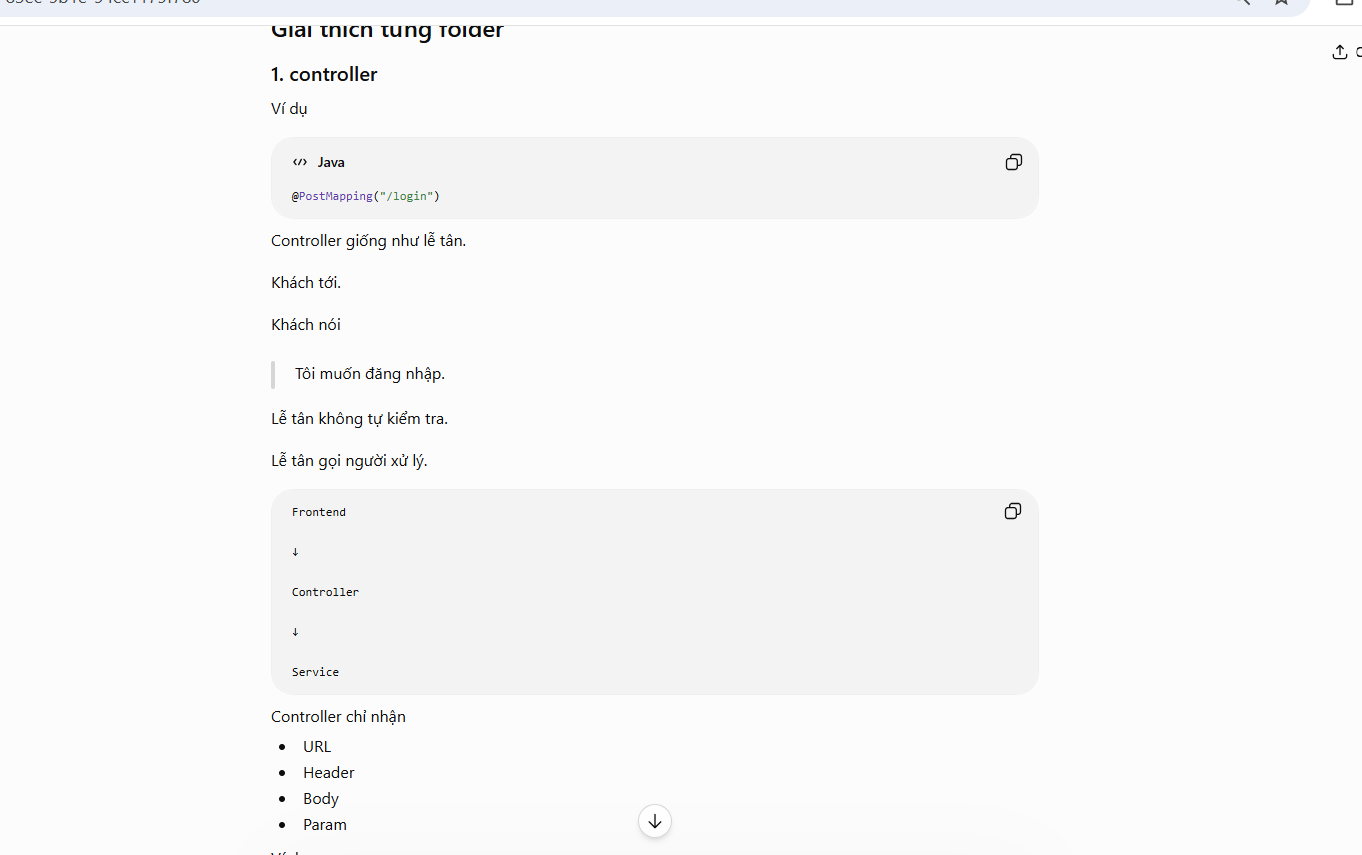 Giải thích từng folder
1. controller
Ví dụ
Java
@PostMapping("/login")
Controller giống như lễ tân.
Khách tới.
Khách nói
Tôi muốn đăng nhập.
Lễ tân không tự kiểm tra.
Lễ tân gọi người xử lý.
Frontend
↓
Controller
↓
Service
Controller chỉ nhận
• URL
• Header
• Body
• Param